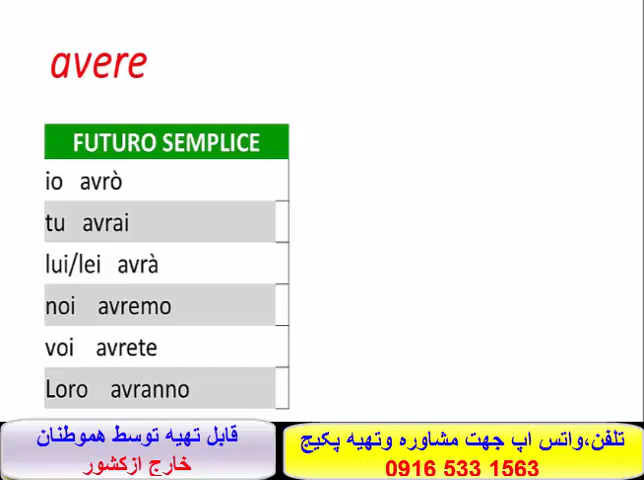 avere
FUTURO SEMPLICE
io avrò
tu avrai
lui/lei avrà
noi avremo
voi avrete
Loro avranno
قابل تهیه توسط هموطنان
خارج ازکشور
تلفن،واتس اپ جهت مشاوره وتهیه پکیج
0916 533 1563